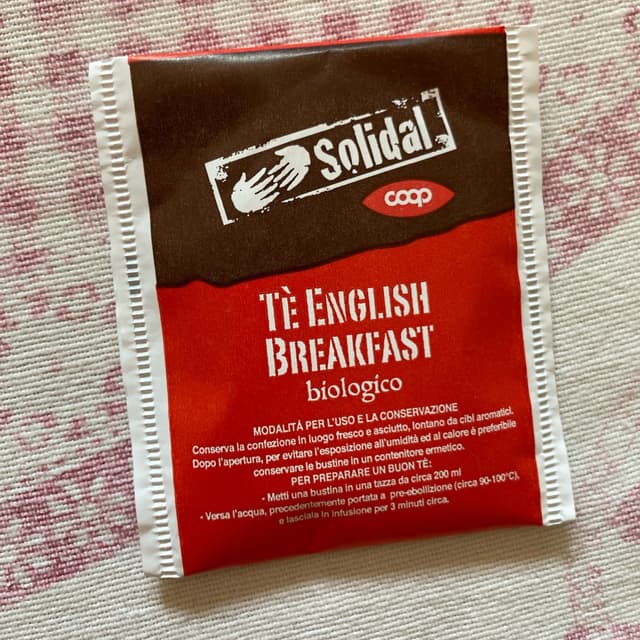 Solidal
coop
TÈ ENGLISH
BREAKFAST
biologico
MODALITÀ PER L'USO E LA CONSERVAZIONE
Conserva la confezione in luogo fresco e asciutto, lontano da cibi aromatici.
Dopo l'apertura, per evitare l'esposizione all'umidità ed al calore è preferibile
conservare le bustine in un contenitore ermetico.
PER PREPARARE UN BUON TÈ:
- Metti una bustina in una tazza da circa 200 ml
- Versa l'acqua, precedentemente portata a pre-ebollizione (circa 90-100°C),
e lasciala in infusione per 3 minuti circa.